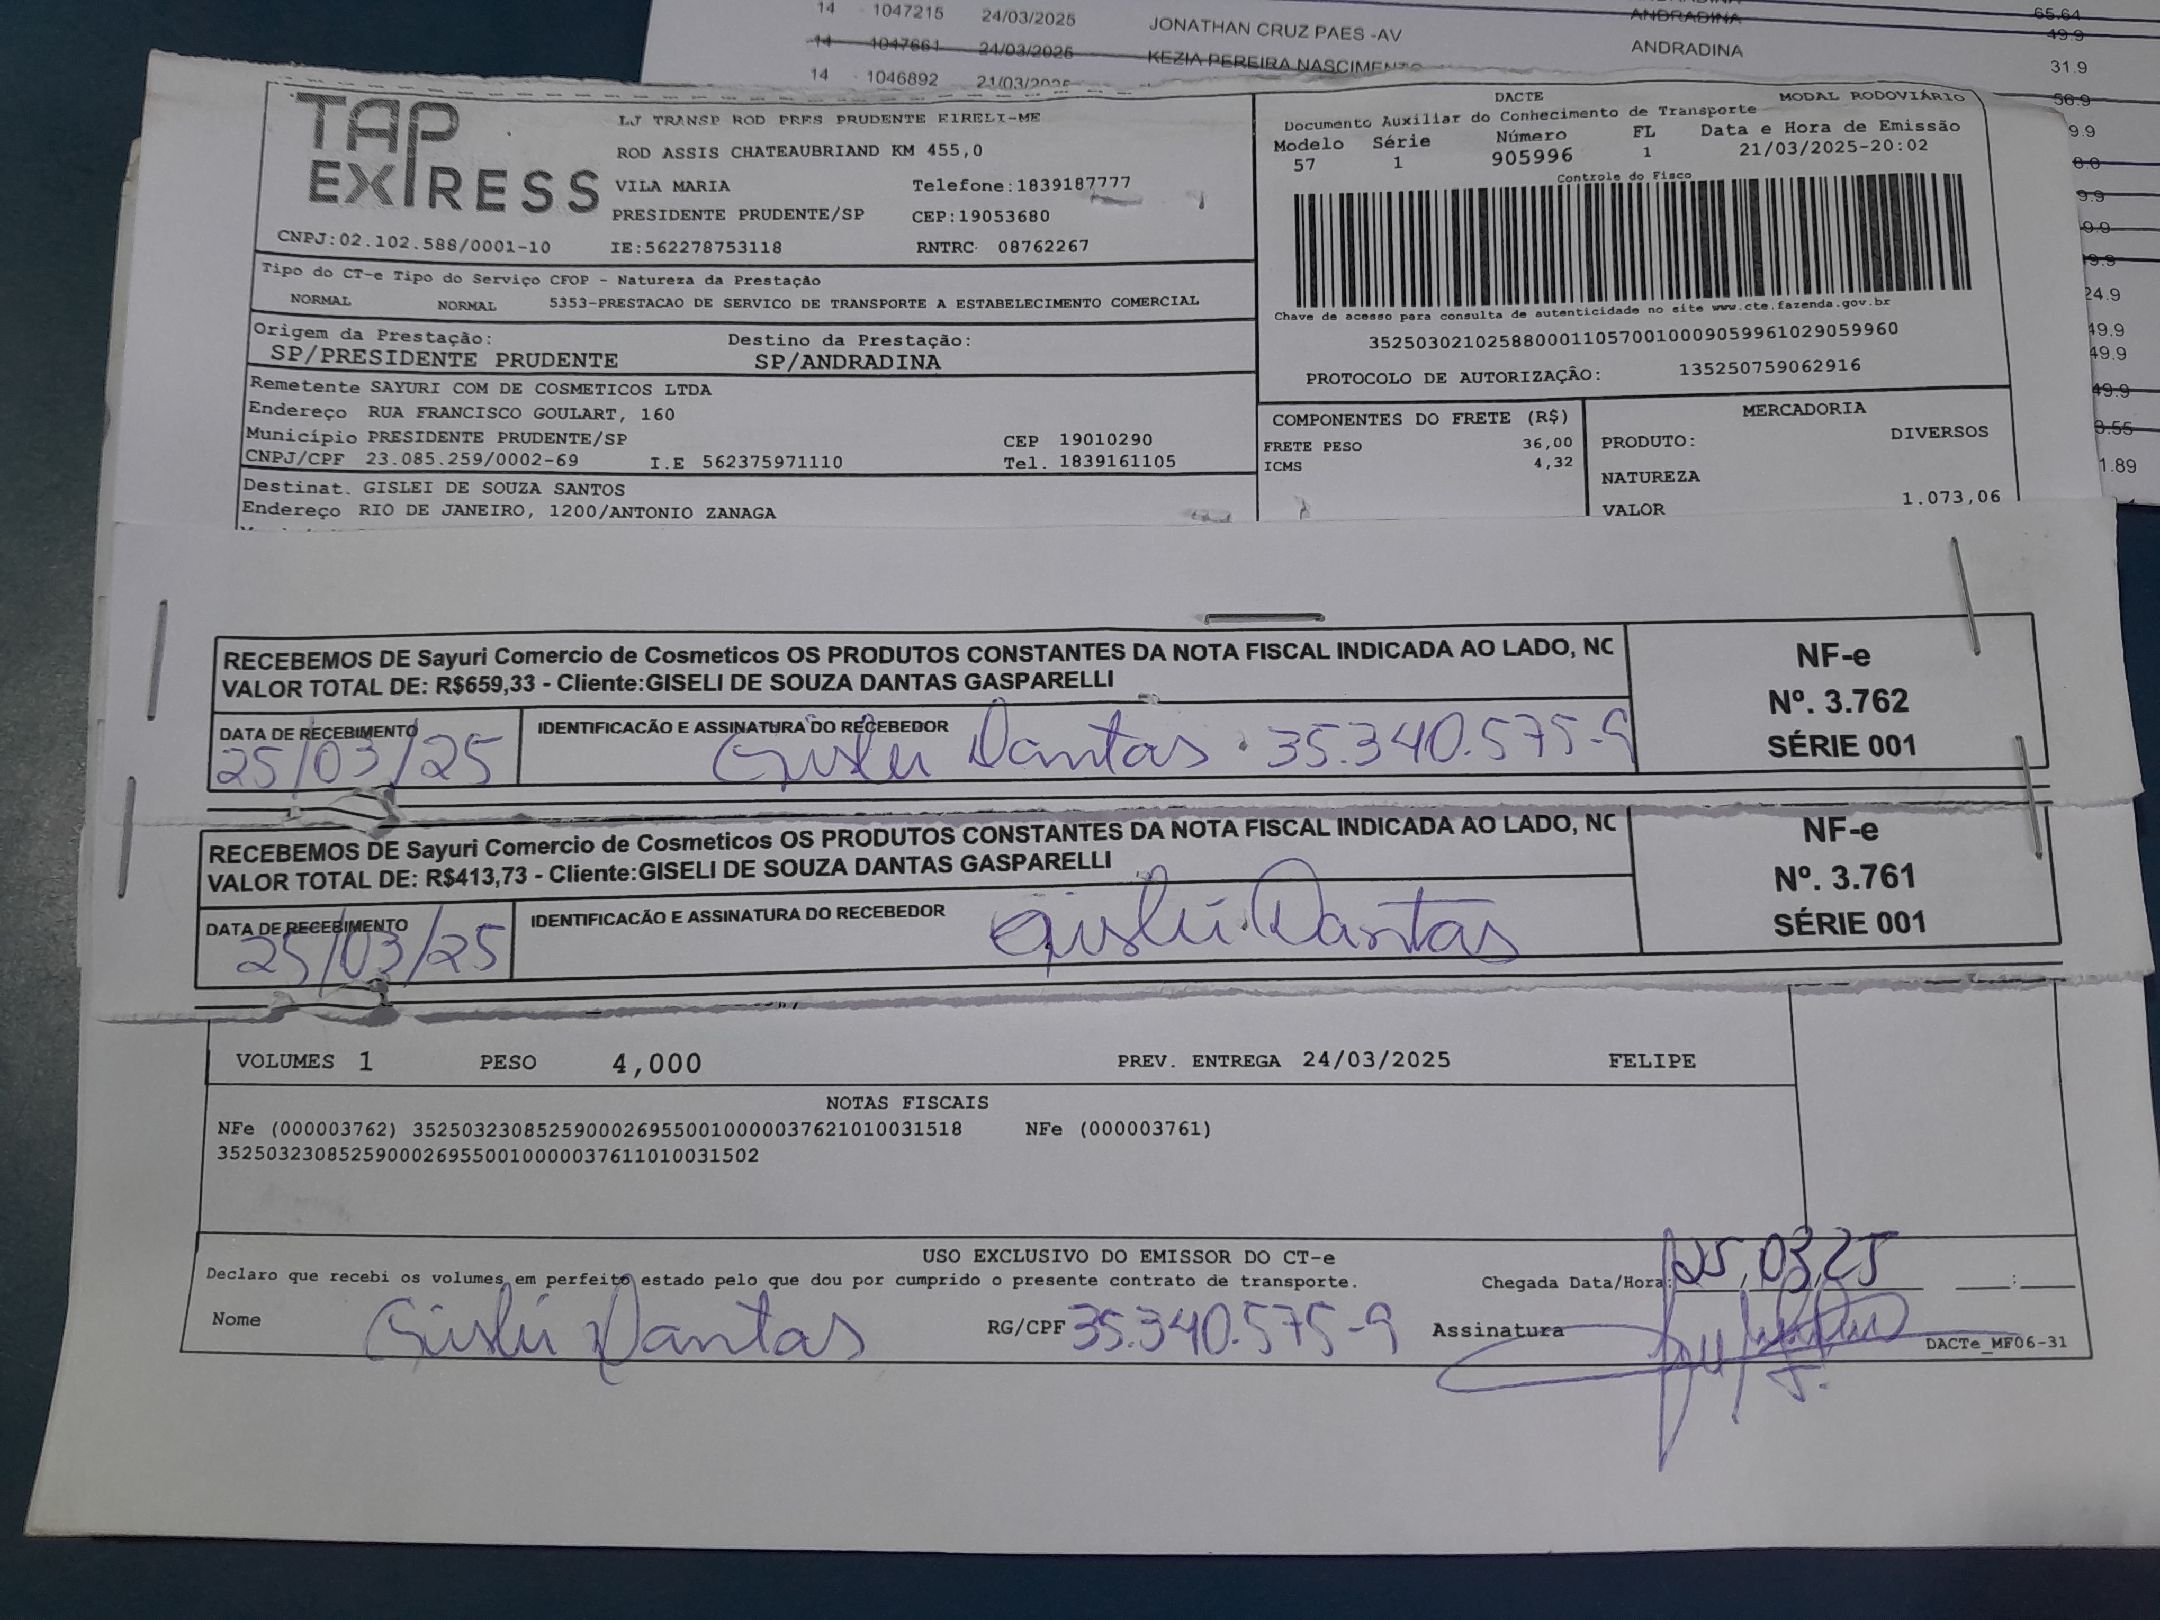 14 1047215 24/03/2025 JONATHAN CRUZ PAES -AV ANDRADINA 65.64
49.9
14 1047661 24/03/2025 KEZIA PEREIRA NASCIMENTO ANDRADINA 31.9
14 1046892 21/03/2025
56.9
TAP EXPRESS
LJ TRANSP ROD PRES PRUDENTE EIRELI-ME
ROD ASSIS CHATEAUBRIAND KM 455,0
VILA MARIA Telefone:1839187777
PRESIDENTE PRUDENTE/SP CEP:19053680
CNPJ:02.102.588/0001-10 IE:562278753118 RNTRC 08762267
DACTE MODAL RODOVIÁRIO
Documento Auxiliar do Conhecimento de Transporte
Modelo Série Número FL Data e Hora de Emissão
57 1 905996 1 21/03/2025-20:02
Controle do Fisco
Chave de acesso para consulta de autenticidade no site www.cte.fazenda.gov.br
35250302102588000110570010009059961029059960
PROTOCOLO DE AUTORIZAÇÃO: 135250759062916
Tipo do CT-e Tipo do Serviço CFOP - Natureza da Prestação
NORMAL NORMAL 5353-PRESTACAO DE SERVICO DE TRANSPORTE A ESTABELECIMENTO COMERCIAL
Origem da Prestação: Destino da Prestação:
SP/PRESIDENTE PRUDENTE SP/ANDRADINA
Remetente SAYURI COM DE COSMETICOS LTDA
Endereço RUA FRANCISCO GOULART, 160
Município PRESIDENTE PRUDENTE/SP CEP 19010290
CNPJ/CPF 23.085.259/0002-69 I.E 562375971110 Tel. 1839161105
Destinat. GISLEI DE SOUZA SANTOS
Endereço RIO DE JANEIRO, 1200/ANTONIO ZANAGA
COMPONENTES DO FRETE (R$)
FRETE PESO 36,00
ICMS 4,32
MERCADORIA
PRODUTO: DIVERSOS
NATUREZA
VALOR 1.073,06
24.9
49.9
49.9
49.9
1.89
RECEBEMOS DE Sayuri Comercio de Cosmeticos OS PRODUTOS CONSTANTES DA NOTA FISCAL INDICADA AO LADO, NO
VALOR TOTAL DE: R$659,33 - Cliente:GISELI DE SOUZA DANTAS GASPARELLI
DATA DE RECEBIMENTO IDENTIFICACÃO E ASSINATURA DO RECEBEDOR
25/03/25 Gislei Dantas . 35.340.575-9
NF-e
Nº. 3.762
SÉRIE 001
RECEBEMOS DE Sayuri Comercio de Cosmeticos OS PRODUTOS CONSTANTES DA NOTA FISCAL INDICADA AO LADO, NC
VALOR TOTAL DE: R$413,73 - Cliente:GISELI DE SOUZA DANTAS GASPARELLI
DATA DE RECEBIMENTO IDENTIFICACÃO E ASSINATURA DO RECEBEDOR
25/03/25 Gislei Dantas
NF-e
Nº. 3.761
SÉRIE 001
VOLUMES 1 PESO 4,000 PREV. ENTREGA 24/03/2025 FELIPE
NOTAS FISCAIS
NFe (000003762) 35250323085259000269550010000037621010031518 NFe (000003761)
35250323085259000269550010000037611010031502
USO EXCLUSIVO DO EMISSOR DO CT-e
Declaro que recebi os volumes em perfeito estado pelo que dou por cumprido o presente contrato de transporte. Chegada Data/Hora: 25/03/25 __:__
Nome Gislei Dantas RG/CPF 35.340.575-9 Assinatura
DACTe_MF06-31